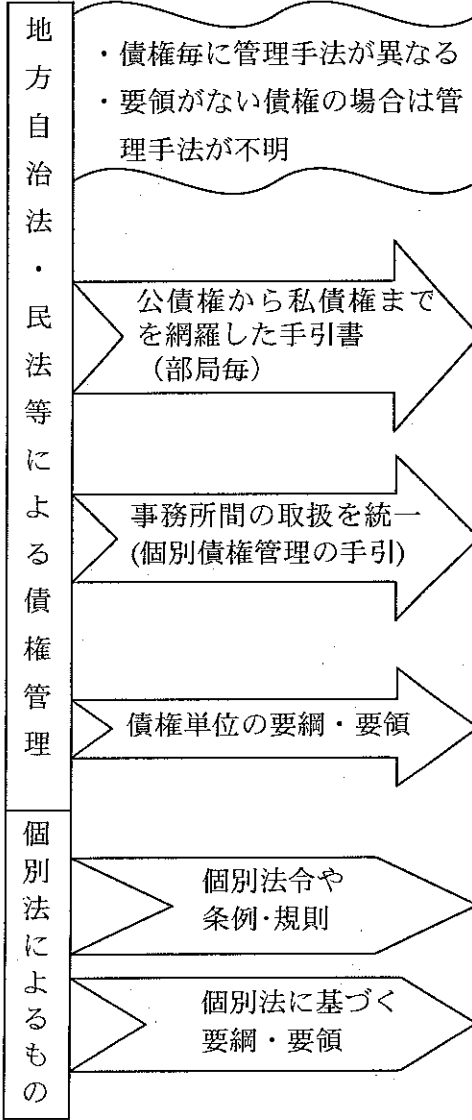 地方自治法・民法等による債権管理
・債権毎に管理手法が異なる
・要領がない債権の場合は管
理手法が不明
公債権から私債権まで
を網羅した手引書
（部局毎）
事務所間の取扱を統一
(個別債権管理の手引)
債権単位の要綱・要領
個別法によるもの
個別法令や
条例・規則
個別法に基づく
要綱・要領